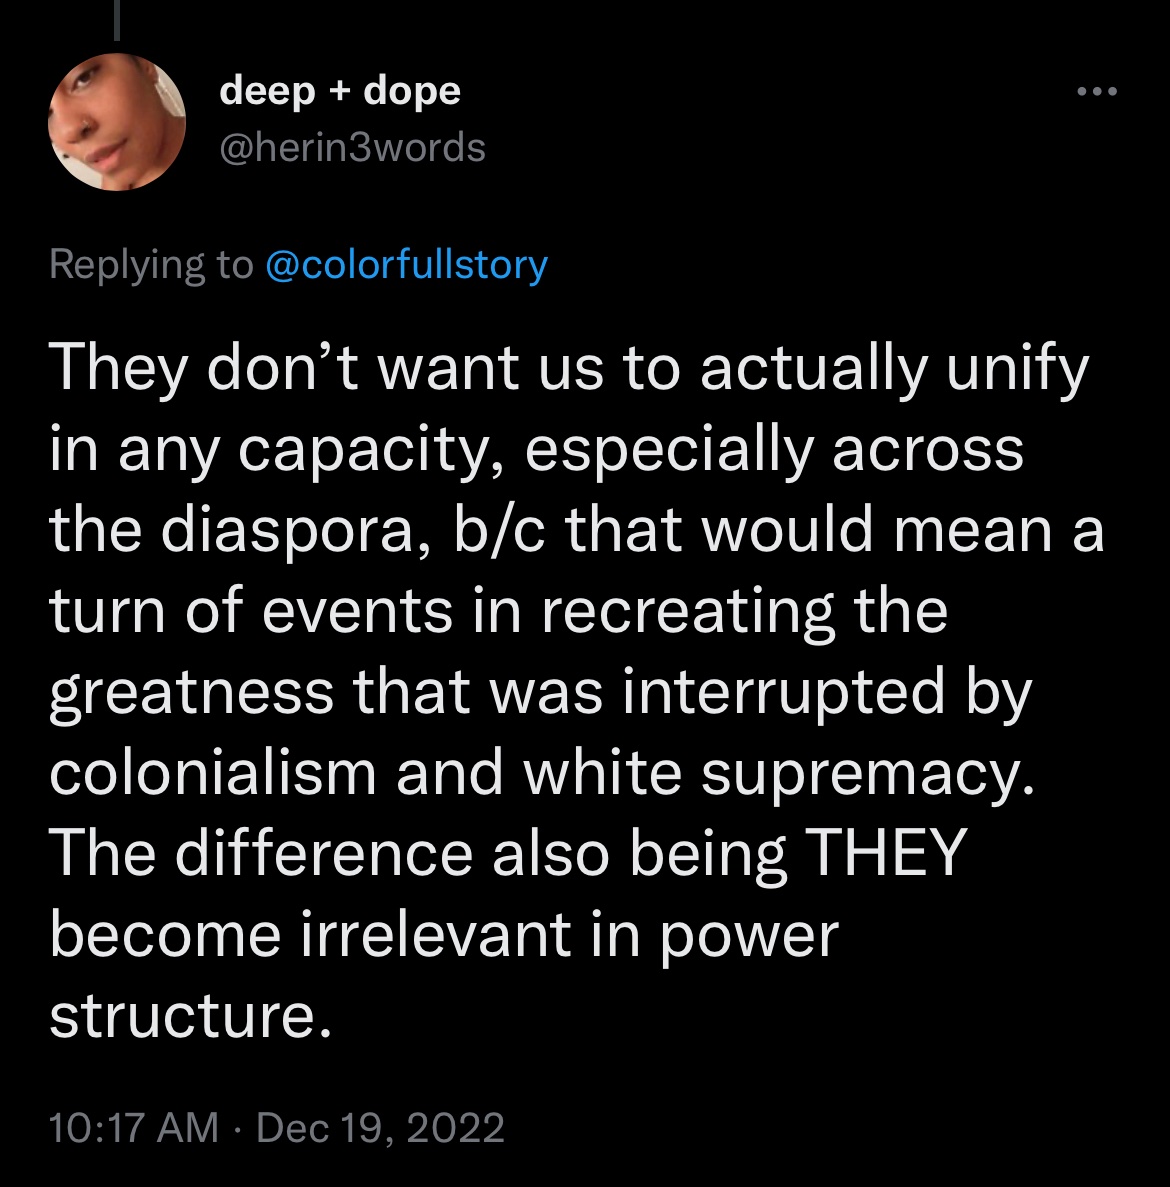 deep + dope
@herin3words
Replying to @colorfullstory
They don’t want us to actually unify
in any capacity, especially across
the diaspora, b/c that would mean a
turn of events in recreating the
greatness that was interrupted by
colonialism and white supremacy.
The difference also being THEY
become irrelevant in power
structure.
10:17 AM · Dec 19, 2022